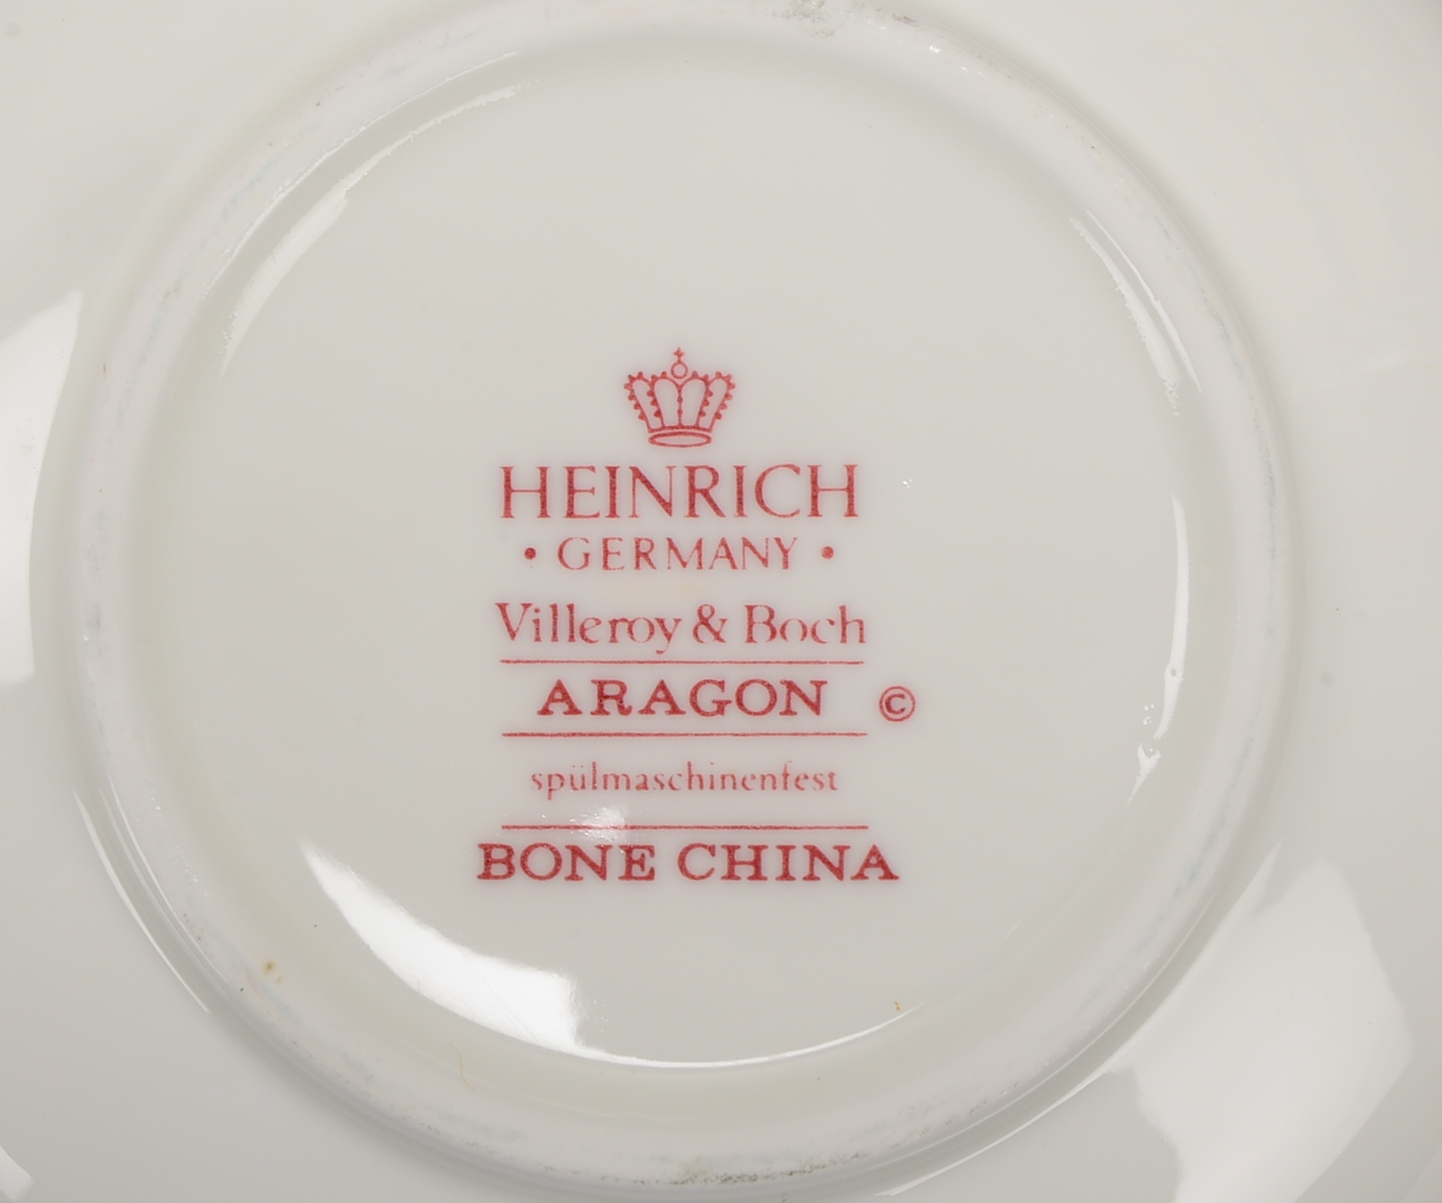 HEINRICH
• GERMANY •
Villeroy & Boch
ARAGON ©
spülmaschinenfest
BONE CHINA